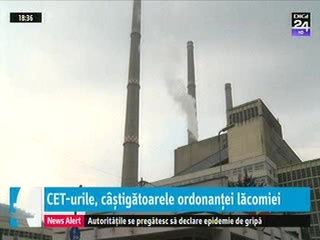 18:36
DIGI
24
HD
CET-urile, câştigătoarele ordonanţei lăcomiei
News Alert
Autorităţile se pregătesc să declare epidemie de gripă